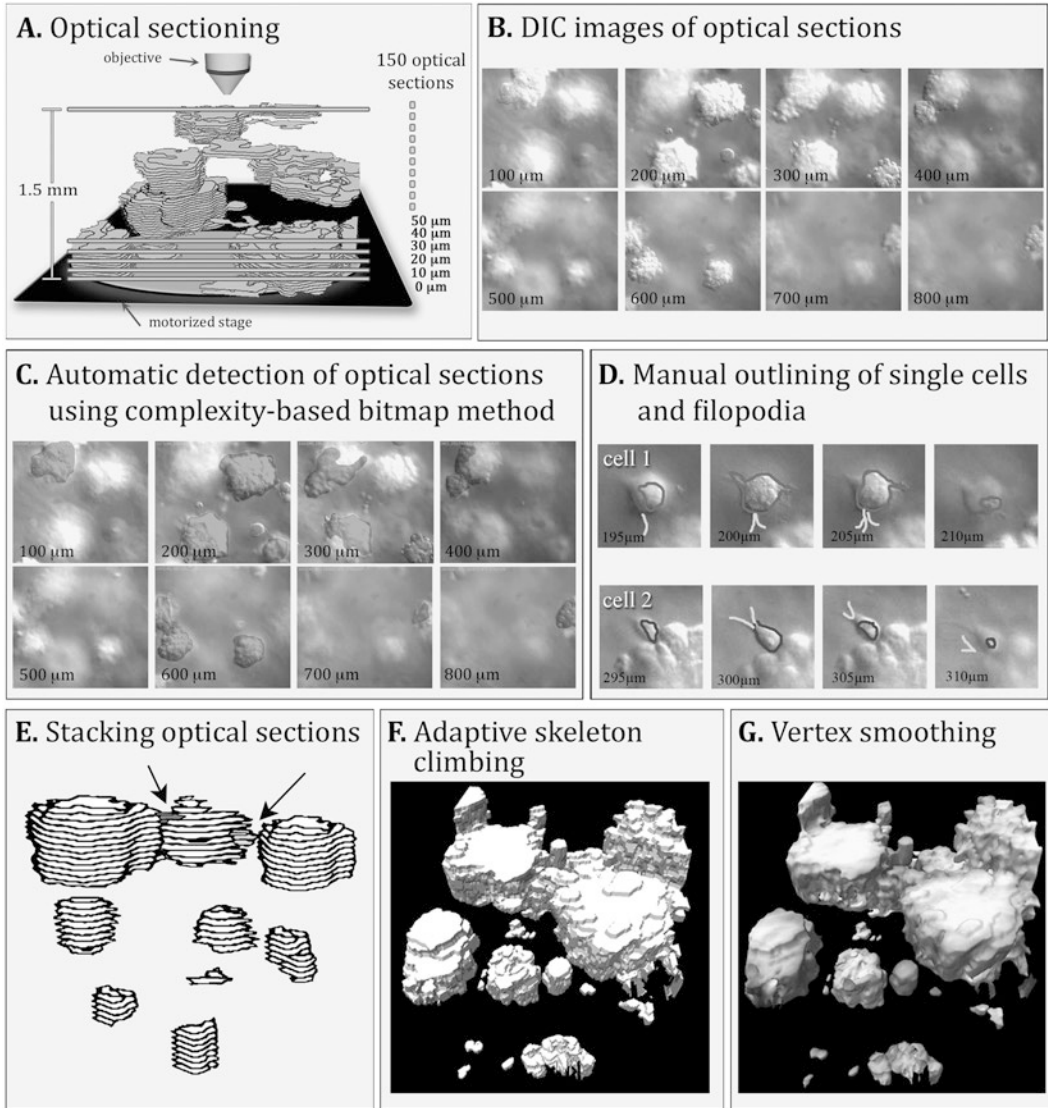 A. Optical sectioning
objective
150 optical
sections
1.5 mm
50 μm
40 μm
30 μm
20 μm
10 μm
0 μm
motorized stage
B. DIC images of optical sections
100 μm
200 μm
300 μm
400 μm
500 μm
600 μm
700 μm
800 μm
C. Automatic detection of optical sections
using complexity-based bitmap method
100 μm
200 μm
300 μm
400 μm
500 μm
600 μm
700 μm
800 μm
D. Manual outlining of single cells
and filopodia
cell 1
195μm
200μm
205μm
210μm
cell 2
295μm
300μm
305μm
310μm
E. Stacking optical sections
F. Adaptive skeleton
climbing
G. Vertex smoothing